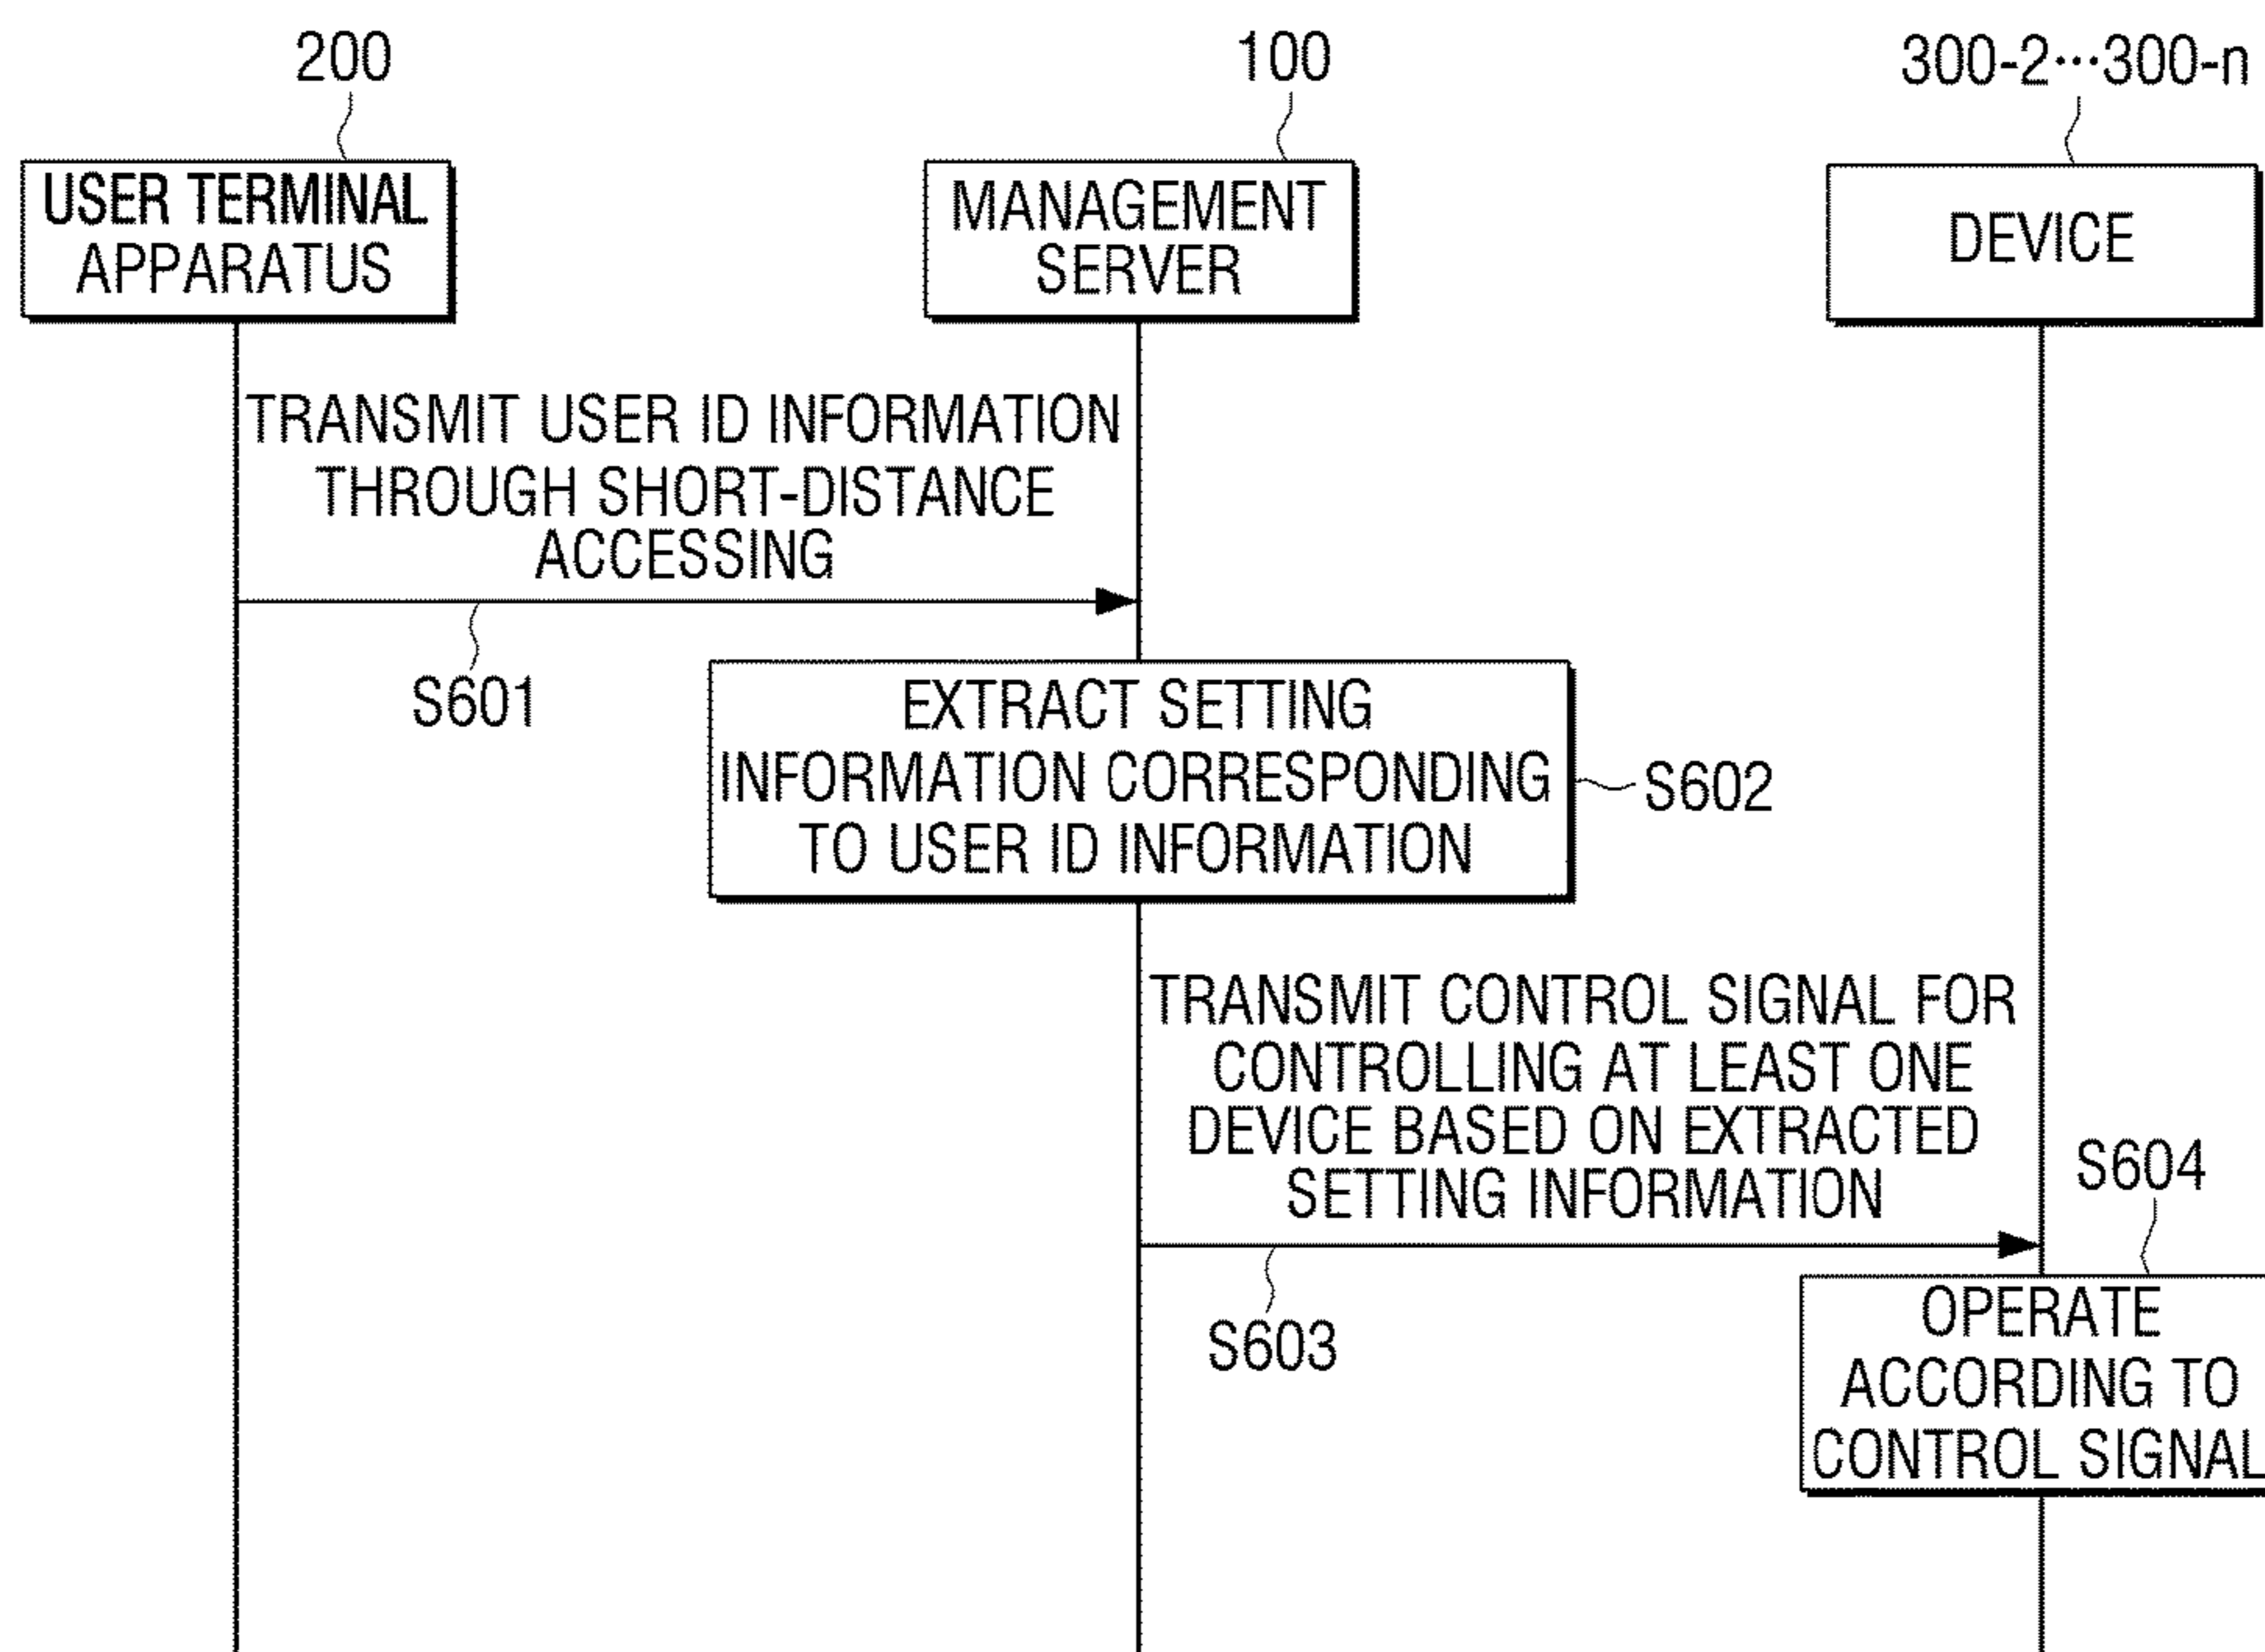 200
100
300-2···300-n
USER TERMINAL
APPARATUS
MANAGEMENT
SERVER
DEVICE
TRANSMIT USER ID INFORMATION
THROUGH SHORT-DISTANCE
ACCESSING
S601
EXTRACT SETTING
INFORMATION CORRESPONDING
TO USER ID INFORMATION
S602
TRANSMIT CONTROL SIGNAL FOR
CONTROLLING AT LEAST ONE
DEVICE BASED ON EXTRACTED
SETTING INFORMATION
S603
S604
OPERATE
ACCORDING TO
CONTROL SIGNAL